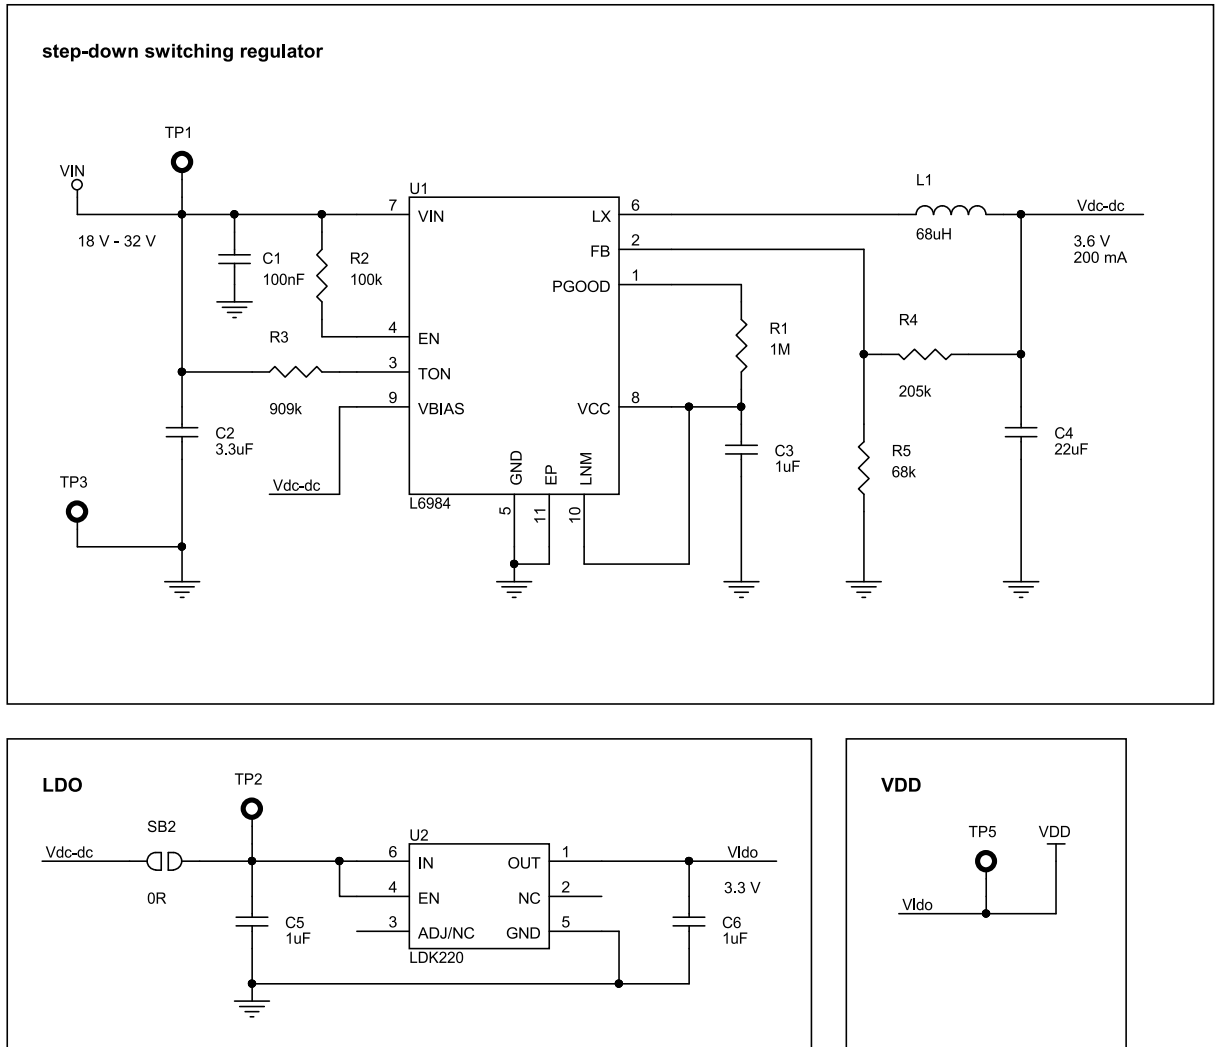 step-down switching regulator
TP1
VIN
18 V - 32 V
C1
100nF
R2
100k
R3
909k
C2
3.3uF
TP3
Vdc-dc
U1
7
VIN
4
EN
3
TON
9
VBIAS
LX
6
FB
2
PGOOD
1
VCC
8
GND
EP
LNM
L6984
5
11
10
L1
68uH
Vdc-dc
3.6 V
200 mA
R1
1M
R4
205k
C3
1uF
R5
68k
C4
22uF
LDO
TP2
SB2
Vdc-dc
0R
C5
1uF
U2
6
IN
4
EN
3
ADJ/NC
OUT
1
NC
2
GND
5
LDK220
Vldo
3.3 V
C6
1uF
VDD
TP5
VDD
Vldo